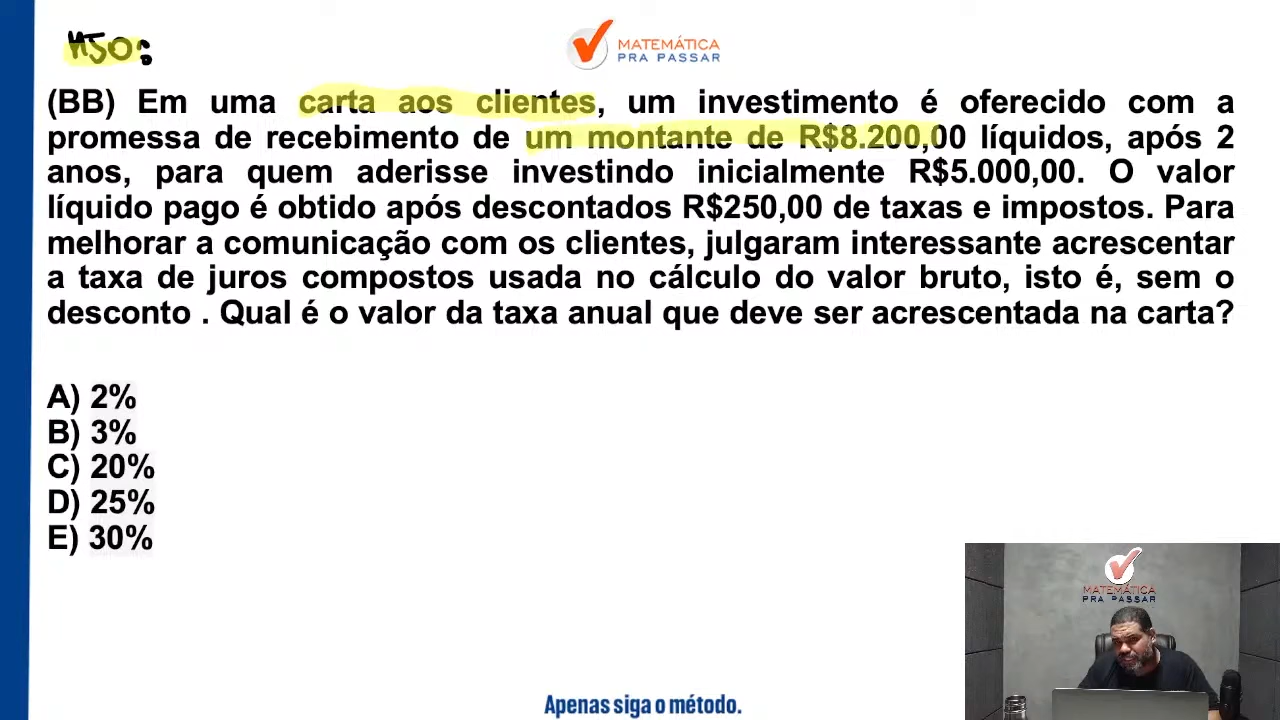 MJO:
MATEMÁTICA
PRA PASSAR
(BB) Em uma carta aos clientes, um investimento é oferecido com a
promessa de recebimento de um montante de R$8.200,00 líquidos, após 2
anos, para quem aderisse investindo inicialmente R$5.000,00. O valor
líquido pago é obtido após descontados R$250,00 de taxas e impostos. Para
melhorar a comunicação com os clientes, julgaram interessante acrescentar
a taxa de juros compostos usada no cálculo do valor bruto, isto é, sem o
desconto . Qual é o valor da taxa anual que deve ser acrescentada na carta?
A) 2%
B) 3%
C) 20%
D) 25%
E) 30%
MATEMÁTICA
PRA PASSAR
Apenas siga o método.